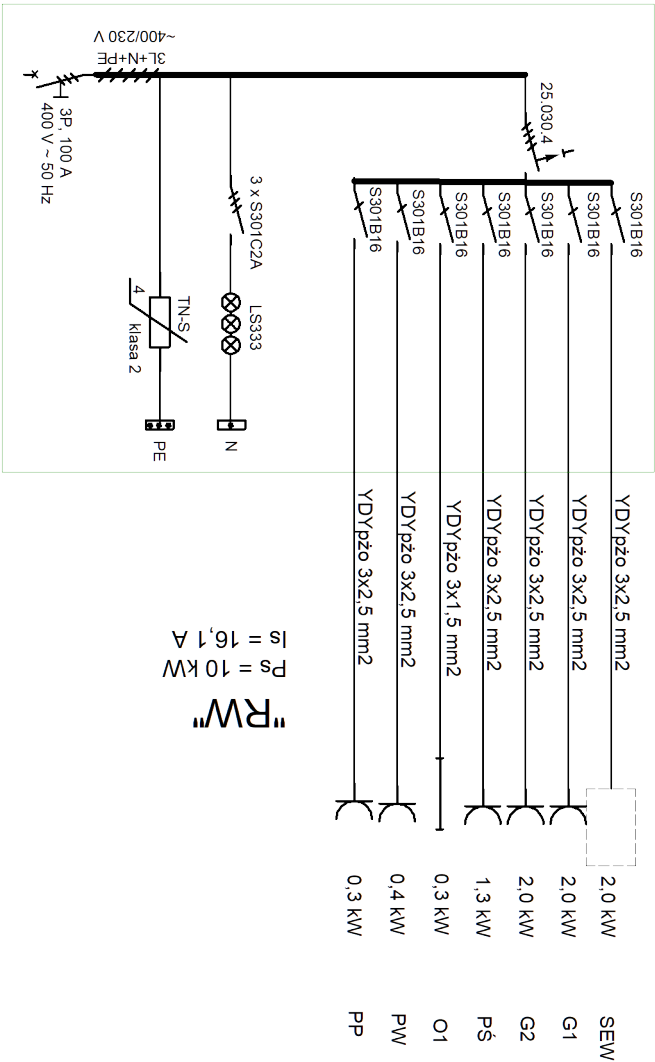 3L+N+PE
~400/230 V
3P, 100 A
400 V ~ 50 Hz
25.030.4
3 x S301C2A
LS333
N
TN-S
4
klasa 2
PE
S301B16
S301B16
S301B16
S301B16
S301B16
S301B16
S301B16
YDYpżo 3x2,5 mm2
YDYpżo 3x2,5 mm2
YDYpżo 3x1,5 mm2
YDYpżo 3x2,5 mm2
YDYpżo 3x2,5 mm2
YDYpżo 3x2,5 mm2
YDYpżo 3x2,5 mm2
"RW"
Ps = 10 kW
Is = 16,1 A
0,3 kW
0,4 kW
0,3 kW
1,3 kW
2,0 kW
2,0 kW
2,0 kW
PP
PW
O1
PŚ
G2
G1
SEW